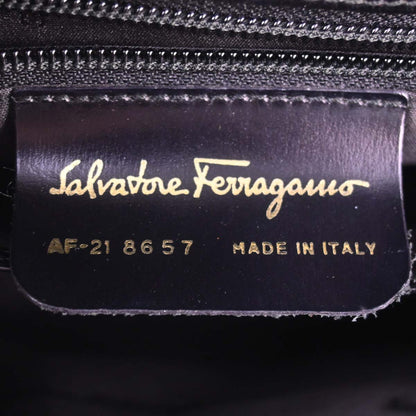 Salvatore Ferragamo
AF-21 8657 MADE IN ITALY